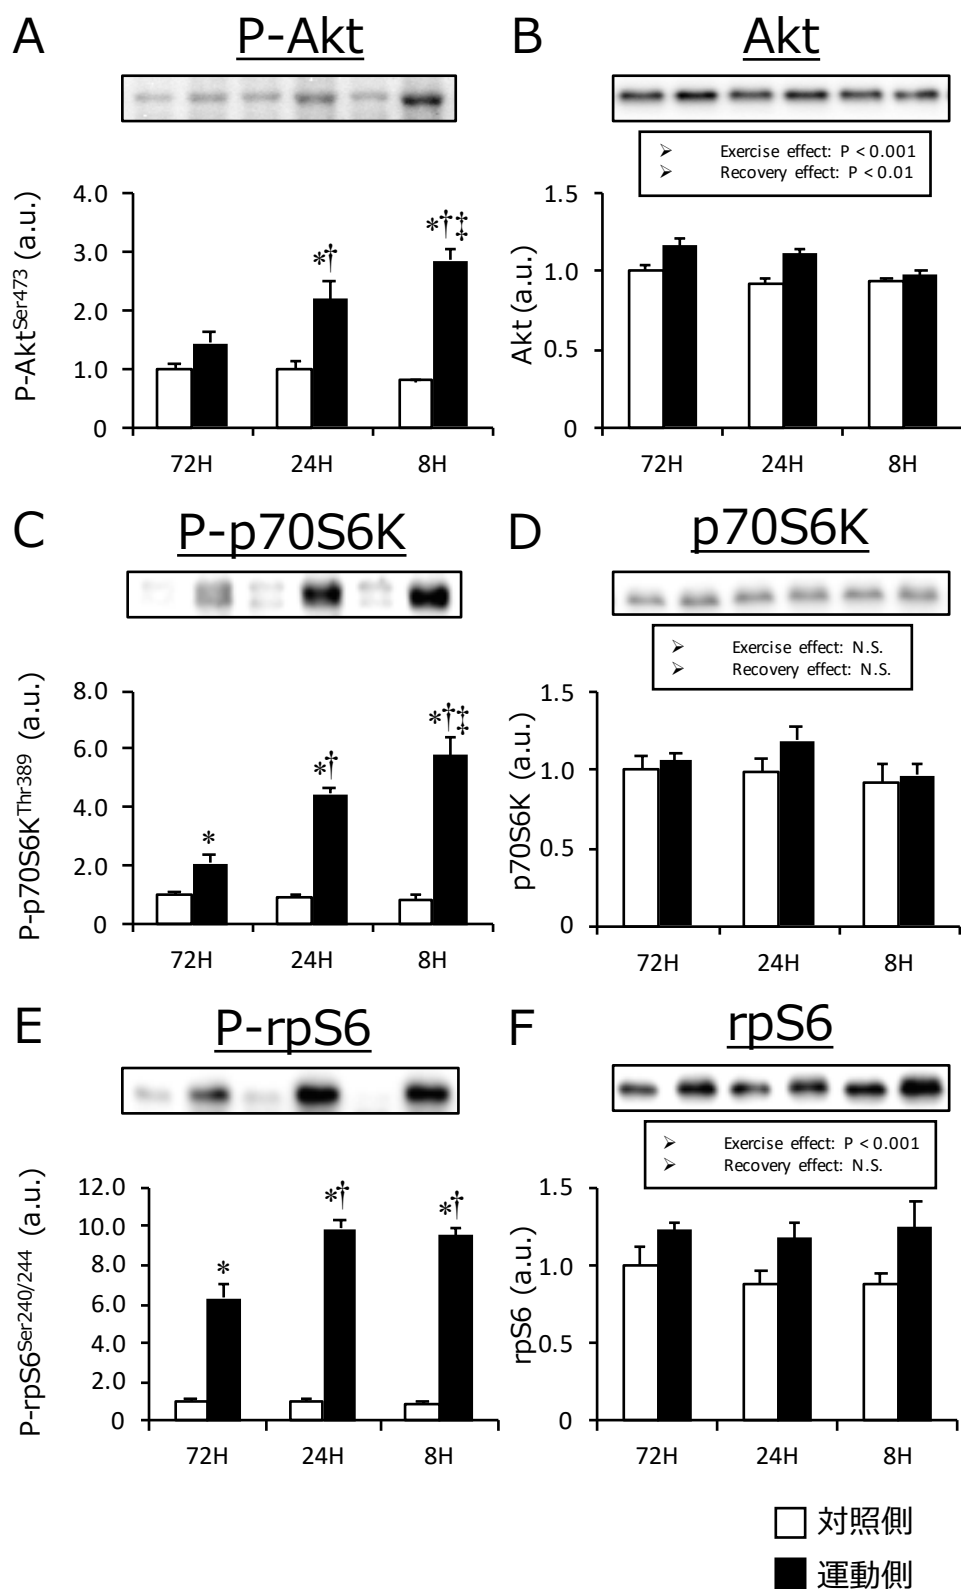 A
P-Akt
P-Akt^Ser473 (a.u.)
4.0
3.0
2.0
1.0
0
*†
*†‡
72H
24H
8H
B
Akt
➢ Exercise effect: P < 0.001
➢ Recovery effect: P < 0.01
Akt (a.u.)
1.5
1.0
0.5
0
72H
24H
8H
C
P-p70S6K
P-p70S6K^Thr389 (a.u.)
8.0
6.0
4.0
2.0
0
*
*†
*†‡
72H
24H
8H
D
p70S6K
➢ Exercise effect: N.S.
➢ Recovery effect: N.S.
p70S6K (a.u.)
1.5
1.0
0.5
0
72H
24H
8H
E
P-rpS6
P-rpS6^Ser240/244 (a.u.)
12.0
10.0
8.0
6.0
4.0
2.0
0
*
*†
*†
72H
24H
8H
F
rpS6
➢ Exercise effect: P < 0.001
➢ Recovery effect: N.S.
rpS6 (a.u.)
1.5
1.0
0.5
0
72H
24H
8H
対照側
運動側